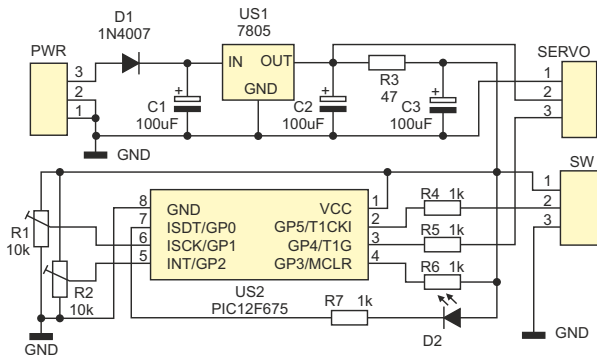 D1
1N4007
US1
7805
PWR
SERVO
3
2
1
IN
OUT
GND
R3
47
1
2
3
C1
100uF
C2
100uF
C3
100uF
GND
SW
8
7
6
5
GND
ISDT/GP0
ISCK/GP1
INT/GP2
VCC
GP5/T1CKI
GP4/T1G
GP3/MCLR
1
2
3
4
R4 1k
R5 1k
R6 1k
1
2
3
R1
10k
R2
10k
US2
PIC12F675
R7 1k
D2
GND
GND